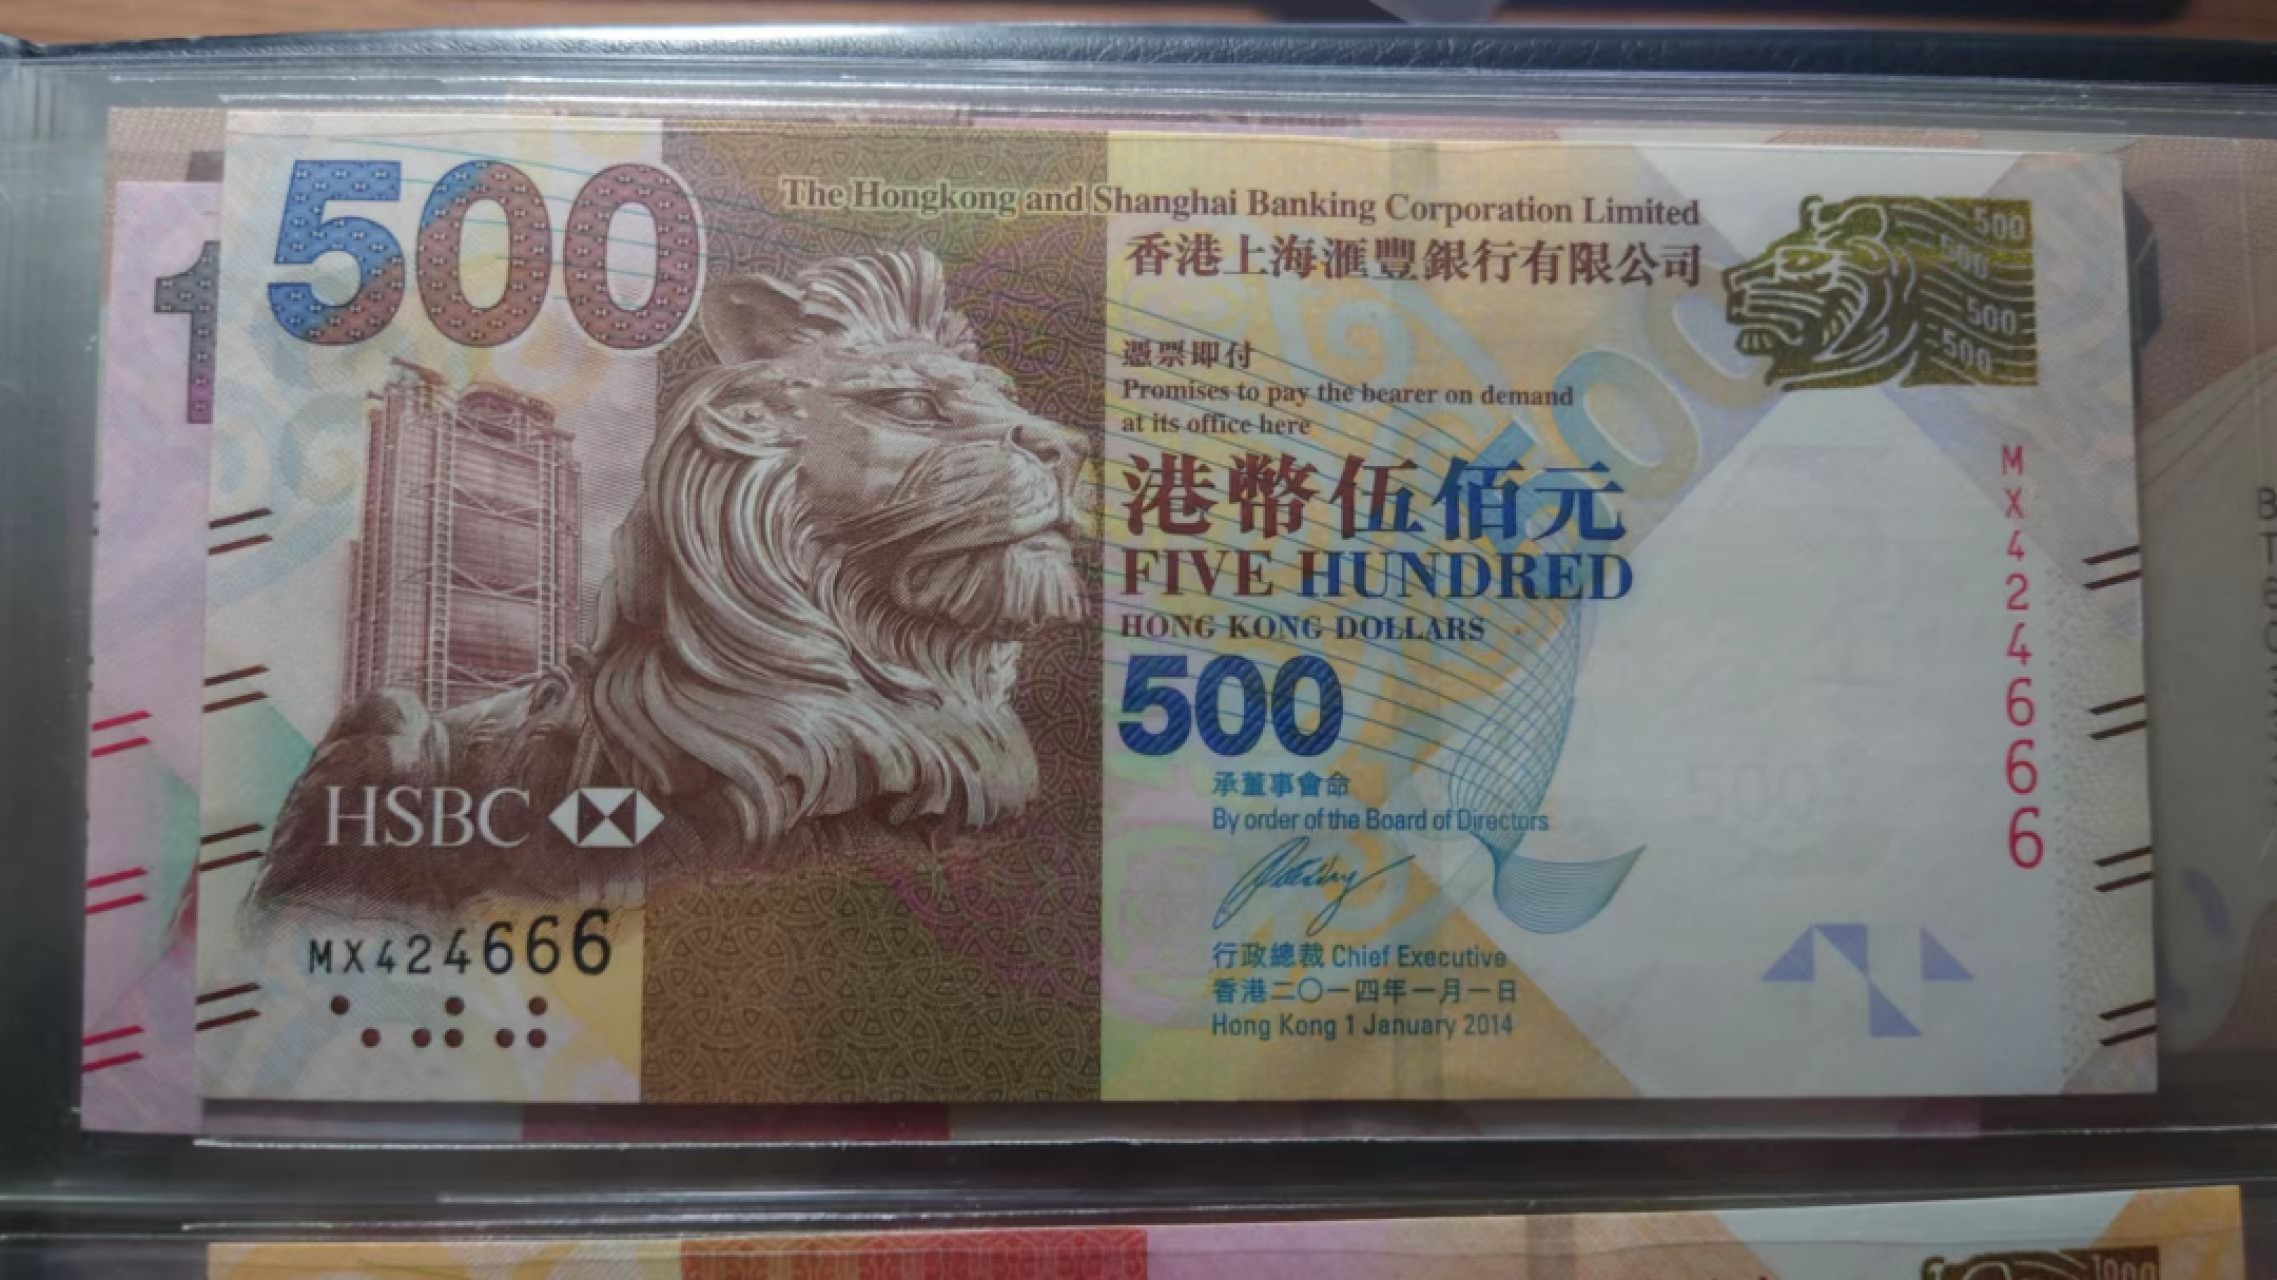 500
The Hongkong and Shanghai Banking Corporation Limited
香港上海滙豐銀行有限公司
500
500
500
500
憑票即付
Promises to pay the bearer on demand
at its office here
港幣伍佰元
FIVE HUNDRED
HONG KONG DOLLARS
500
MX424666
承董事會命
By order of the Board of Directors
HSBC
500
行政總裁 Chief Executive
香港二〇一四年一月一日
Hong Kong 1 January 2014
MX424666
1000